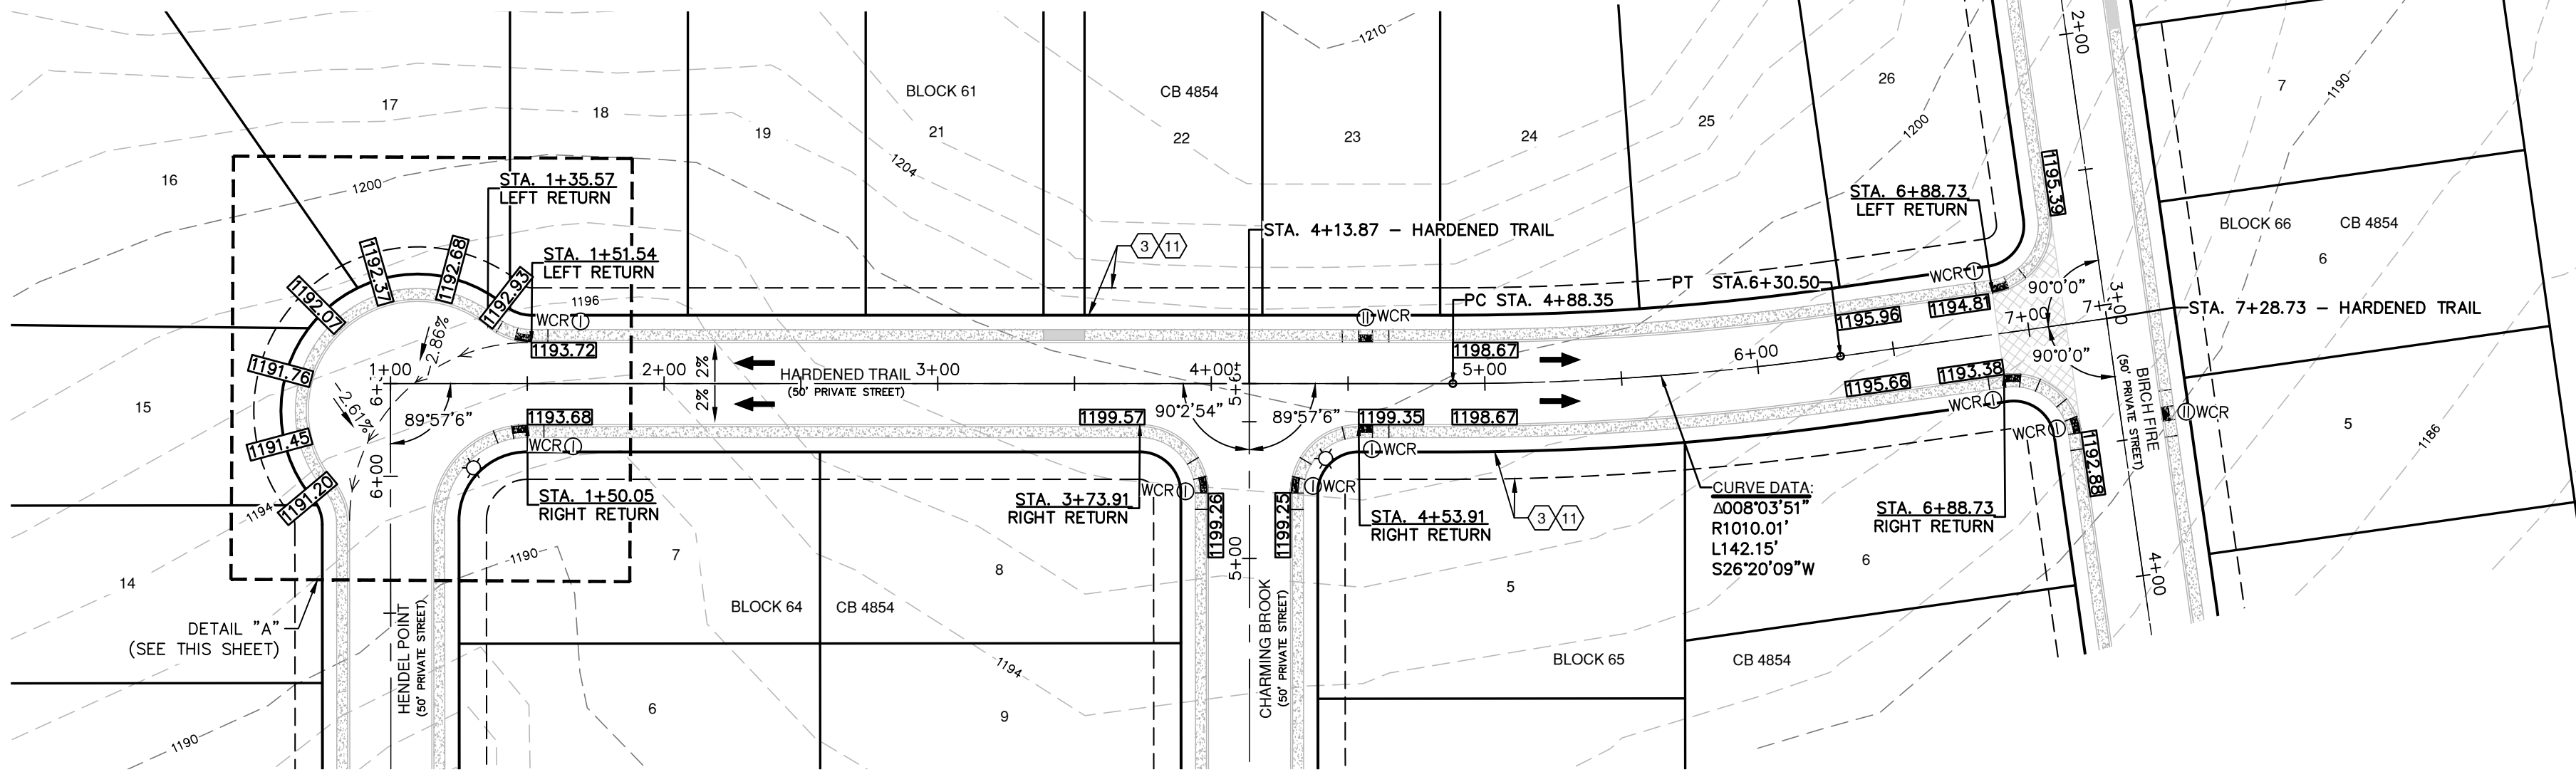 2+00
1210
7
1190
26
BLOCK 61
CB 4854
17
18
19
21
22
23
24
25
1200
1204
16
1200
STA. 1+35.57
LEFT RETURN
STA. 6+88.73
LEFT RETURN
1195.39
BLOCK 66
CB 4854
6
STA. 4+13.87 – HARDENED TRAIL
3
11
STA. 1+51.54
LEFT RETURN
1192.07
1192.37
1192.68
1192.93
1196
WCR
I
PC STA. 4+88.35
PT
STA.6+30.50
WCR
I
90°0'0"
3+00
STA. 7+28.73 – HARDENED TRAIL
1193.72
II
WCR
1195.96
1194.81
7+00
7+
2.86%
1198.67
6+00
90°0'0"
1191.76
1+00
2+00
2%
2%
HARDENED TRAIL
(50' PRIVATE STREET)
3+00
4+00
5+00
1195.66
1193.38
BIRCH FIRE
(50' PRIVATE STREET)
15
2.61%
89°57'6"
1193.68
1199.57
90°2'54"
89°57'6"
1199.35
1198.67
WCR
I
II
WCR
5
1186
1191.45
WCR
I
I
WCR
WCR
I
1192.88
1191.20
1194
6+00
STA. 1+50.05
RIGHT RETURN
STA. 3+73.91
RIGHT RETURN
WCR
I
I
WCR
1199.26
1199.25
STA. 4+53.91
RIGHT RETURN
3
11
CURVE DATA:
Δ008°03'51"
R1010.01'
L142.15'
S26°20'09"W
STA. 6+88.73
RIGHT RETURN
1190
7
8
5+00
5
6
4+00
14
BLOCK 64
CB 4854
DETAIL "A"
(SEE THIS SHEET)
HENDEL POINT
(50' PRIVATE STREET)
CHARMING BROOK
(50' PRIVATE STREET)
1194
BLOCK 65
CB 4854
6
9
1190